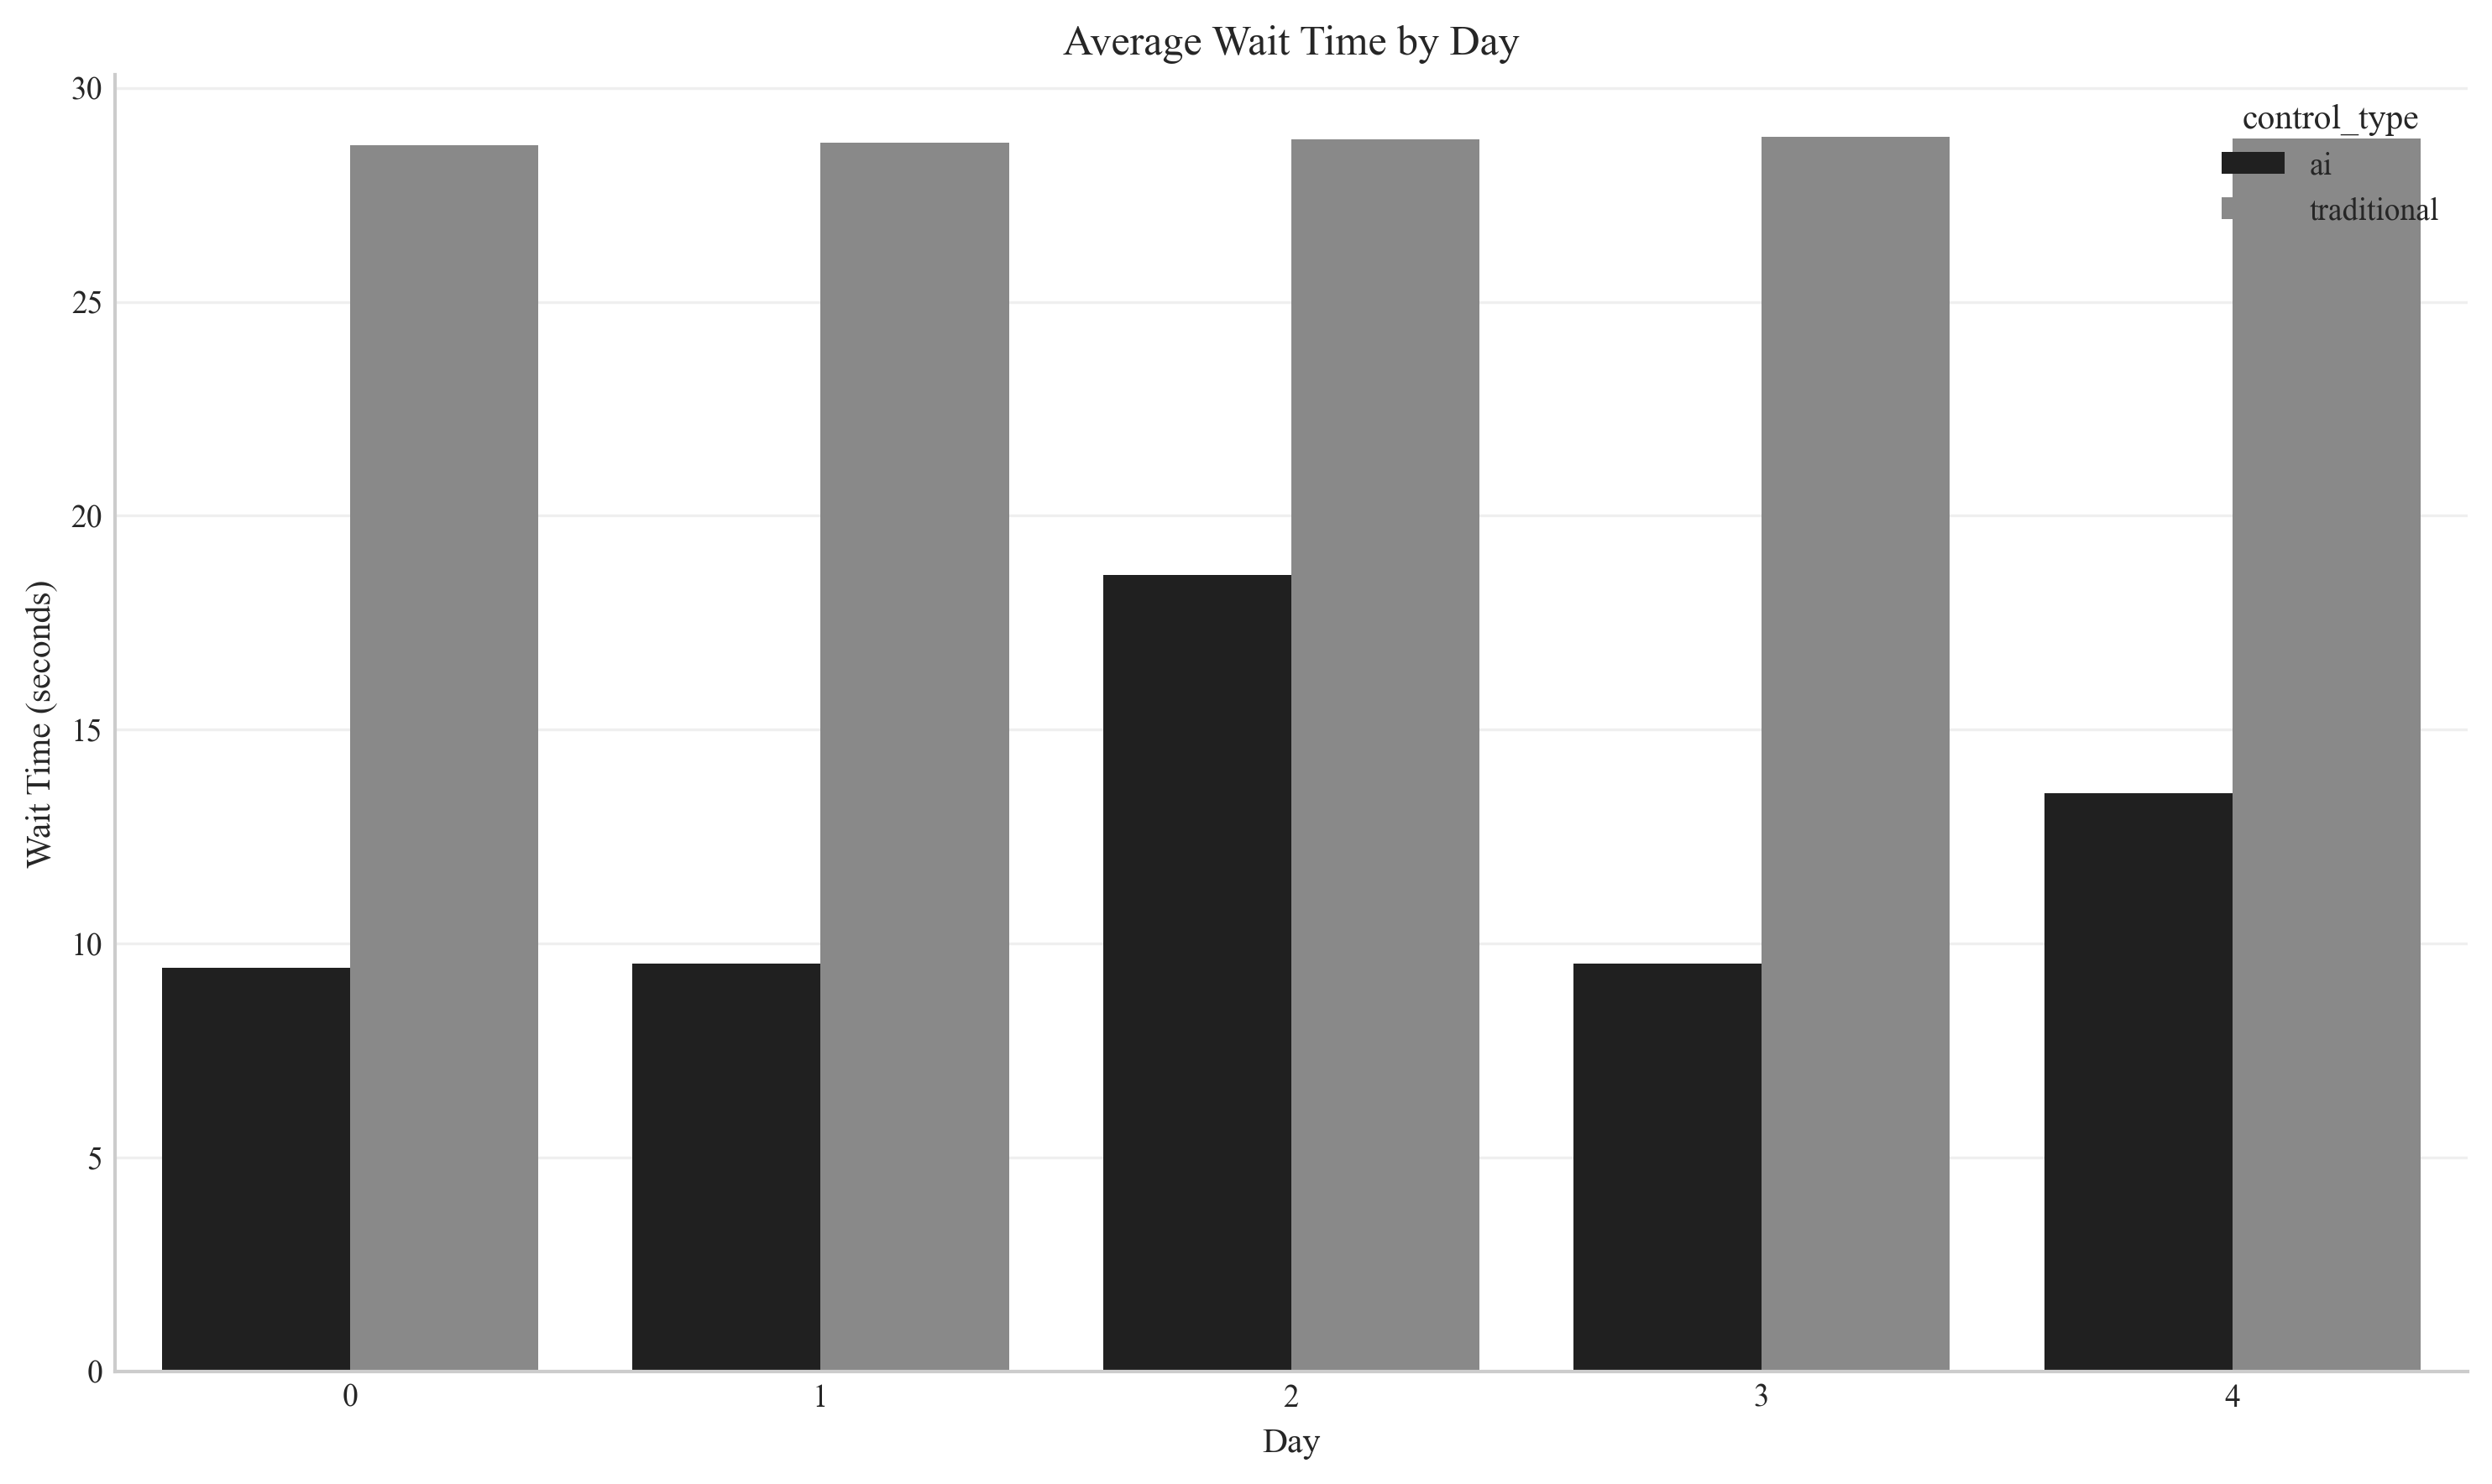 Average Wait Time by Day
control_type
ai
traditional
Wait Time (seconds)
30
25
20
15
10
5
0
0 1 2 3 4
Day